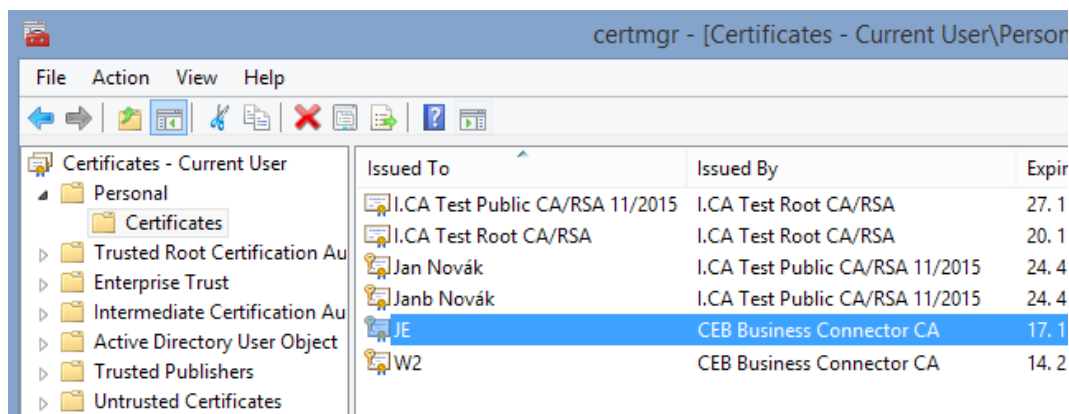 certmgr - [Certificates - Current User\Person
File Action View Help
Certificates - Current User
Personal
Certificates
Trusted Root Certification Au
Enterprise Trust
Intermediate Certification Au
Active Directory User Object
Trusted Publishers
Untrusted Certificates
Issued To Issued By Expir
I.CA Test Public CA/RSA 11/2015 I.CA Test Root CA/RSA 27. 1
I.CA Test Root CA/RSA I.CA Test Root CA/RSA 20. 1
Jan Novák I.CA Test Public CA/RSA 11/2015 24. 4
Janb Novák I.CA Test Public CA/RSA 11/2015 24. 4
JE CEB Business Connector CA 17. 1
W2 CEB Business Connector CA 14. 2